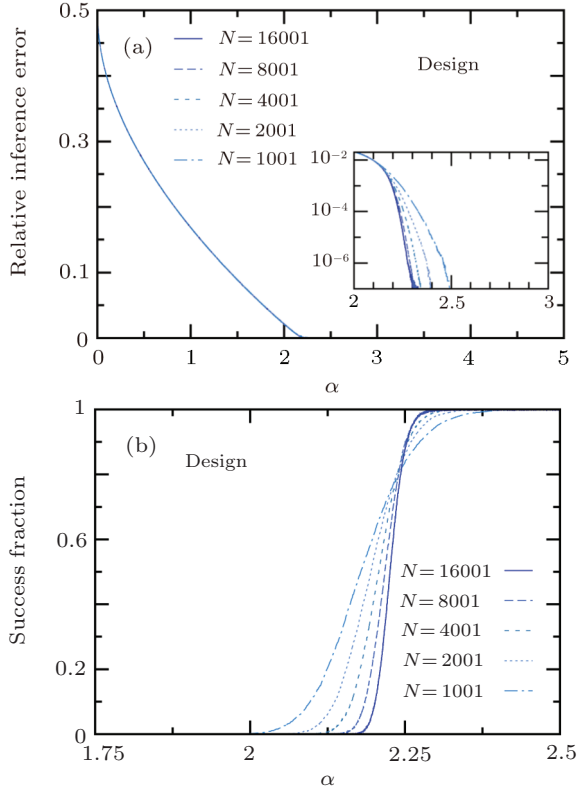 0.5
(a)
N = 16001
N = 8001
N = 4001
N = 2001
N = 1001
Design
Relative inference error
0.3
0.1
0
10⁻²
10⁻⁴
10⁻⁶
2 2.5 3
0 1 2 3 4 5
α
1
(b)
Design
Success fraction
0.6
0.2
0
N = 16001
N = 8001
N = 4001
N = 2001
N = 1001
1.75 2 2.25 2.5
α